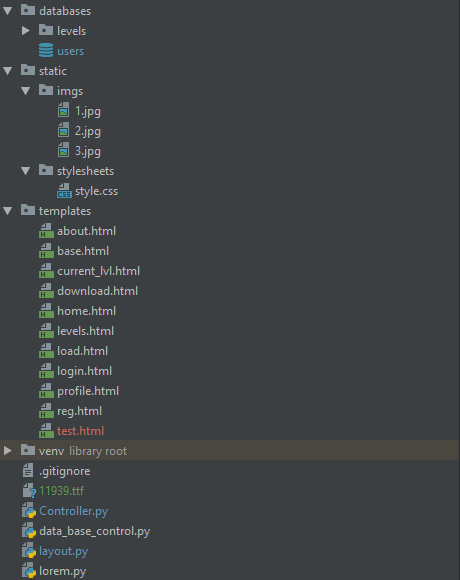 databases
levels
users
static
imgs
1.jpg
2.jpg
3.jpg
stylesheets
style.css
templates
about.html
base.html
current_lvl.html
download.html
home.html
levels.html
load.html
login.html
profile.html
reg.html
test.html
venv library root
.gitignore
11939.ttf
Controller.py
data_base_control.py
layout.py
lorem.py